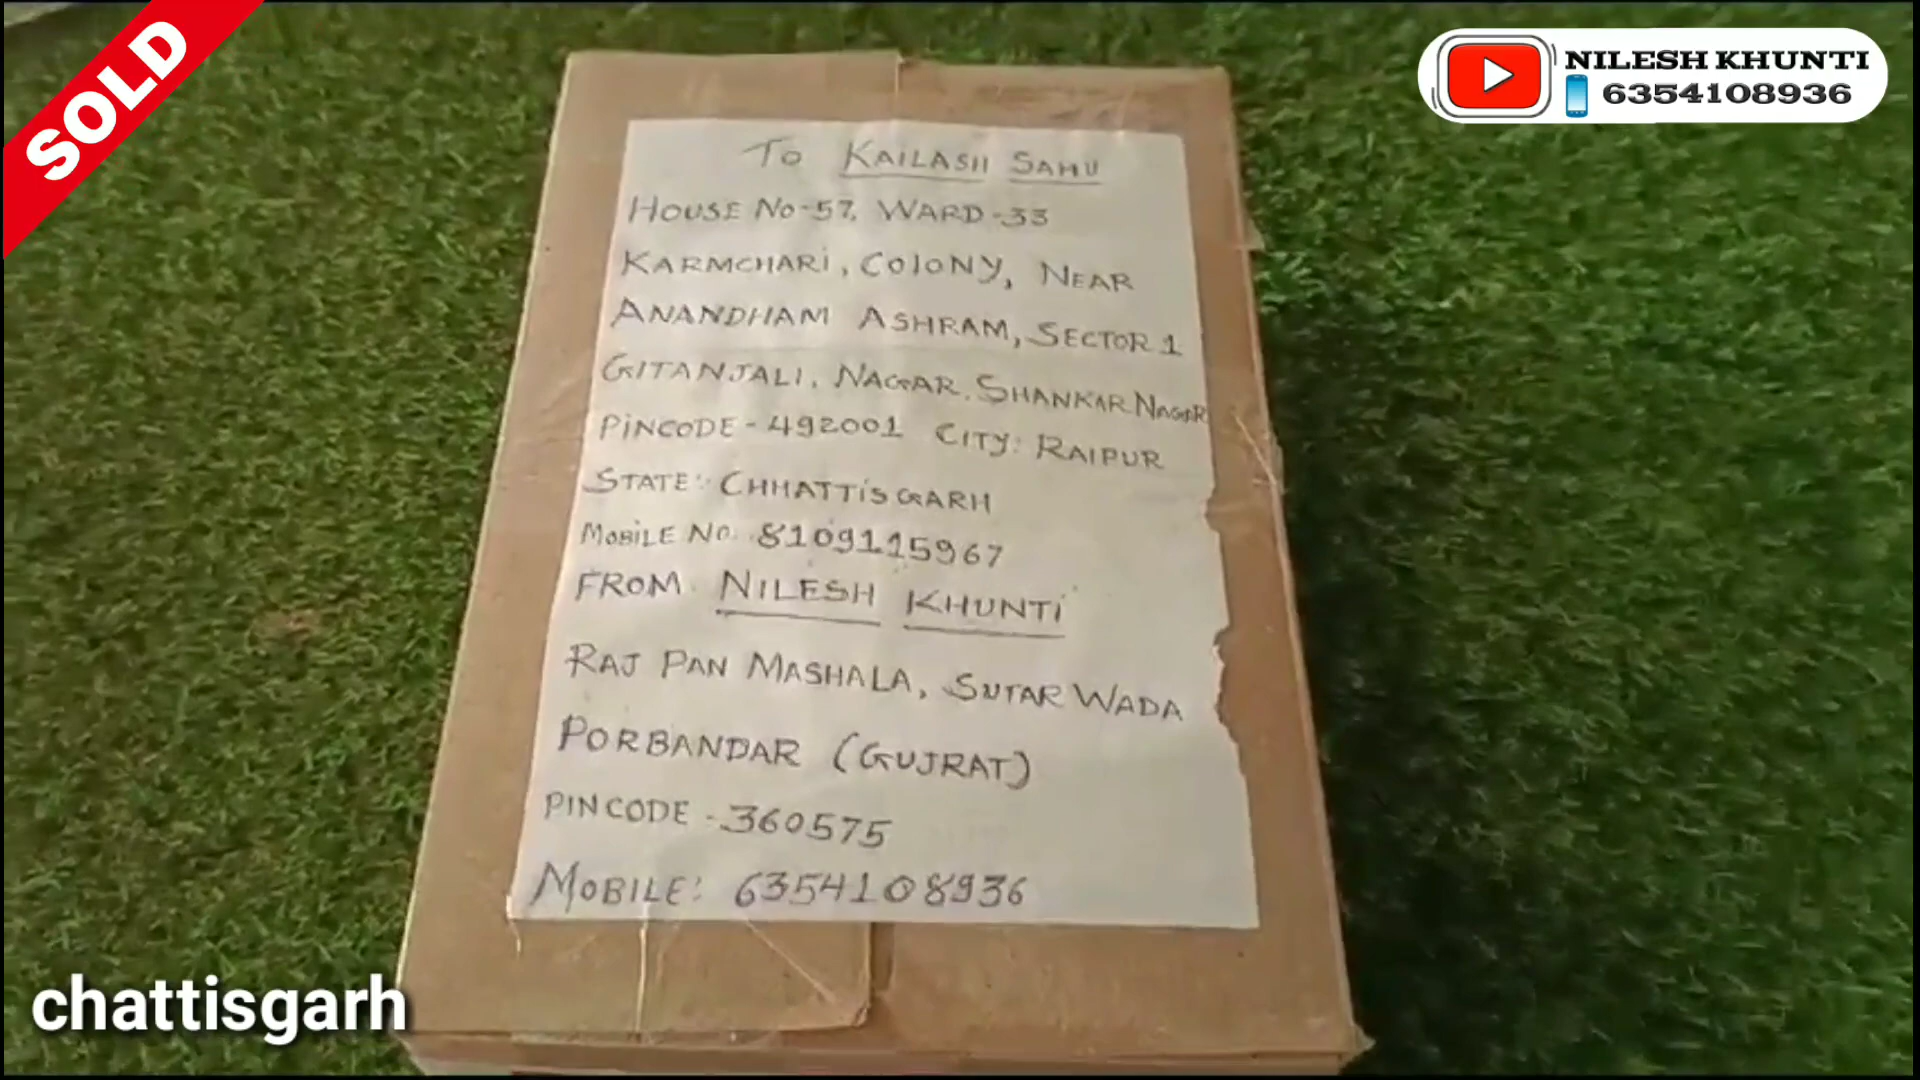 SOLD
NILESH KHUNTI
6354108936
TO KAILASH SAHU
HOUSE NO-57, WARD-33
KARMCHARI, COLONY, NEAR
ANANDHAM ASHRAM, SECTOR 1
GITANJALI, NAGAR, SHANKAR NAGAR
PINCODE-492001 CITY: RAIPUR
STATE: CHHATTISGARH
MOBILE NO. 8109115967
FROM NILESH KHUNTI
RAJ PAN MASHALA, SUTAR WADA
PORBANDAR (GUJRAT)
PINCODE-360575
MOBILE: 6354108936
chattisgarh